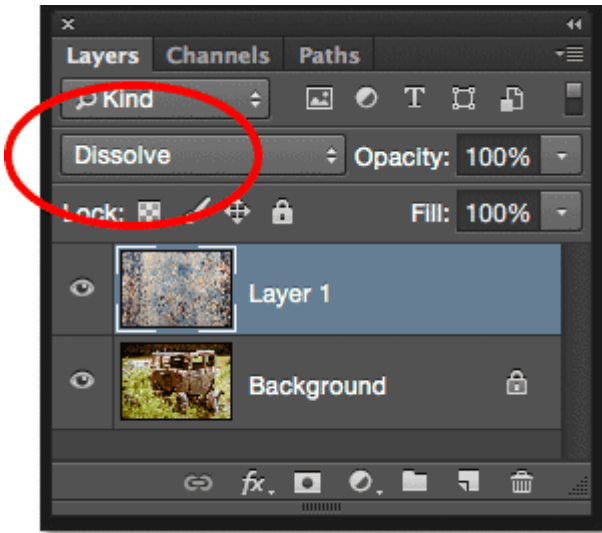 Layers Channels Paths
Kind T
Dissolve Opacity: 100%
Lock: Fill: 100%
Layer 1
Background
fx